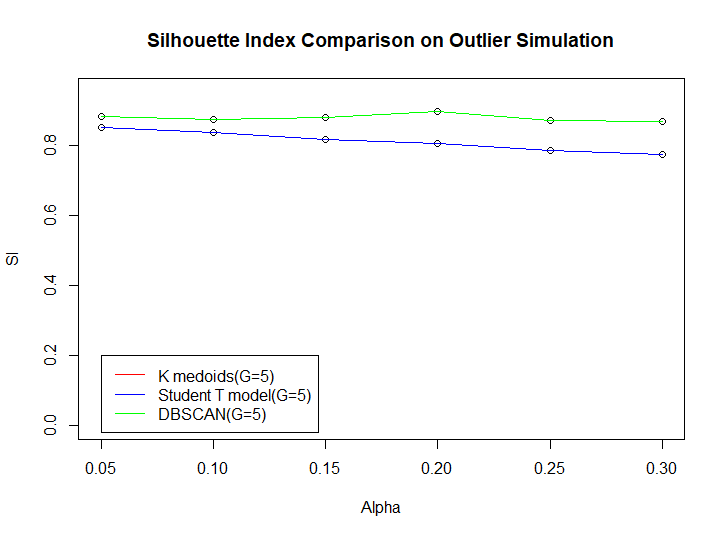 Silhouette Index Comparison on Outlier Simulation
SI
0.8
0.6
0.4
0.2
0.0
K medoids(G=5)
Student T model(G=5)
DBSCAN(G=5)
0.05 0.10 0.15 0.20 0.25 0.30
Alpha